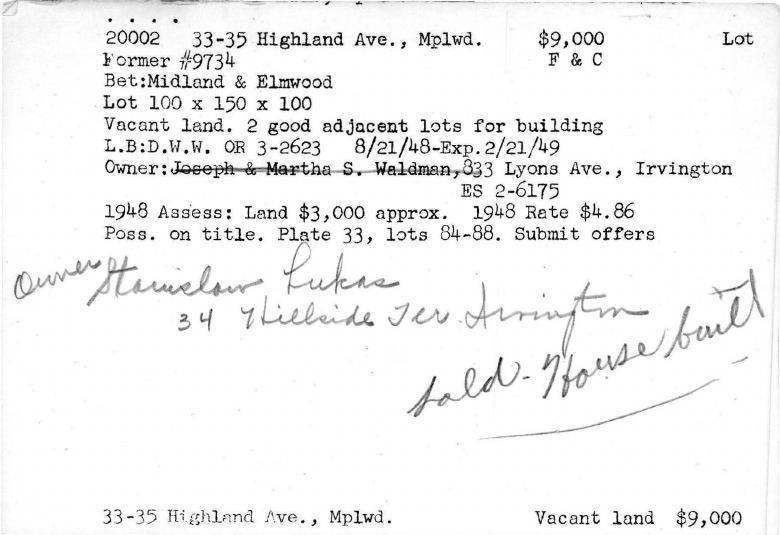 20002 33-35 Highland Ave., Mplwd. $9,000 Lot
Former #9734 F & C
Bet:Midland & Elmwood
Lot 100 x 150 x 100
Vacant land. 2 good adjacent lots for building
L.B:D.W.W. OR 3-2623 8/21/48-Exp.2/21/49
Owner: Joseph & Martha S. Waldman, 833 Lyons Ave., Irvington
ES 2-6175
1948 Assess: Land $3,000 approx. 1948 Rate $4.86
Poss. on title. Plate 33, lots 84-88. Submit offers
Owner Stanislaw Lukas
34 Hillside Ter. Irvington
Sold - House built
33-35 Highland Ave., Mplwd. Vacant land $9,000